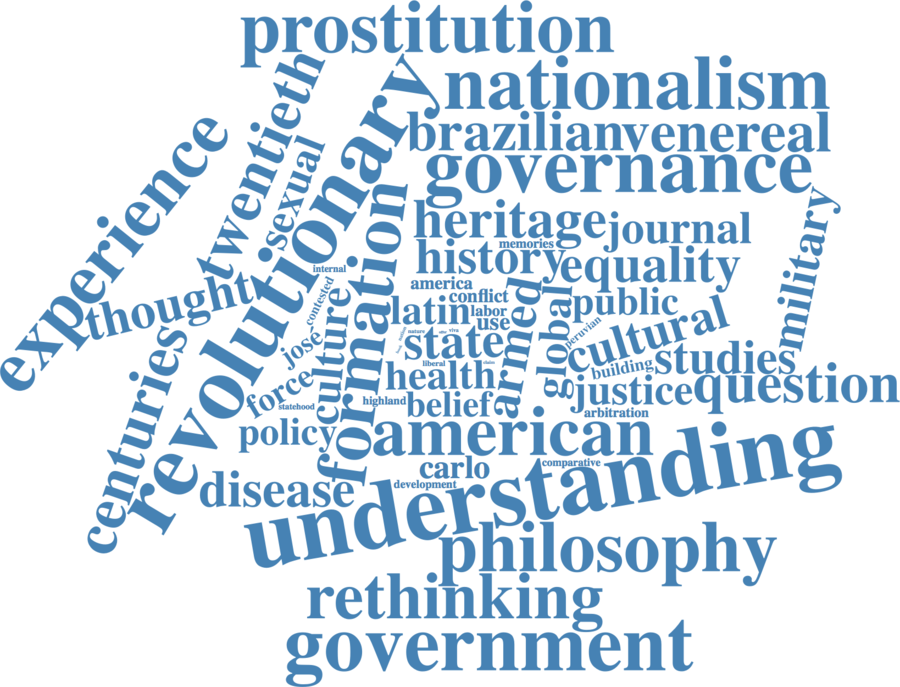 prostitution
nationalism
twentieth
revolutionary
brazilian
venereal
experience
sexual
governance
heritage
journal
military
memories
history
equality
formation
internal
america
conflict
public
thought
contested
latin
labor
use
armed
global
peruvian
cultural
josé
culture
nature
viva
state
studies
liberal
building
health
justice
question
force
highland
belief
arbitration
statehood
centuries
policy
american
carlo
comparative
development
disease
understanding
philosophy
rethinking
government